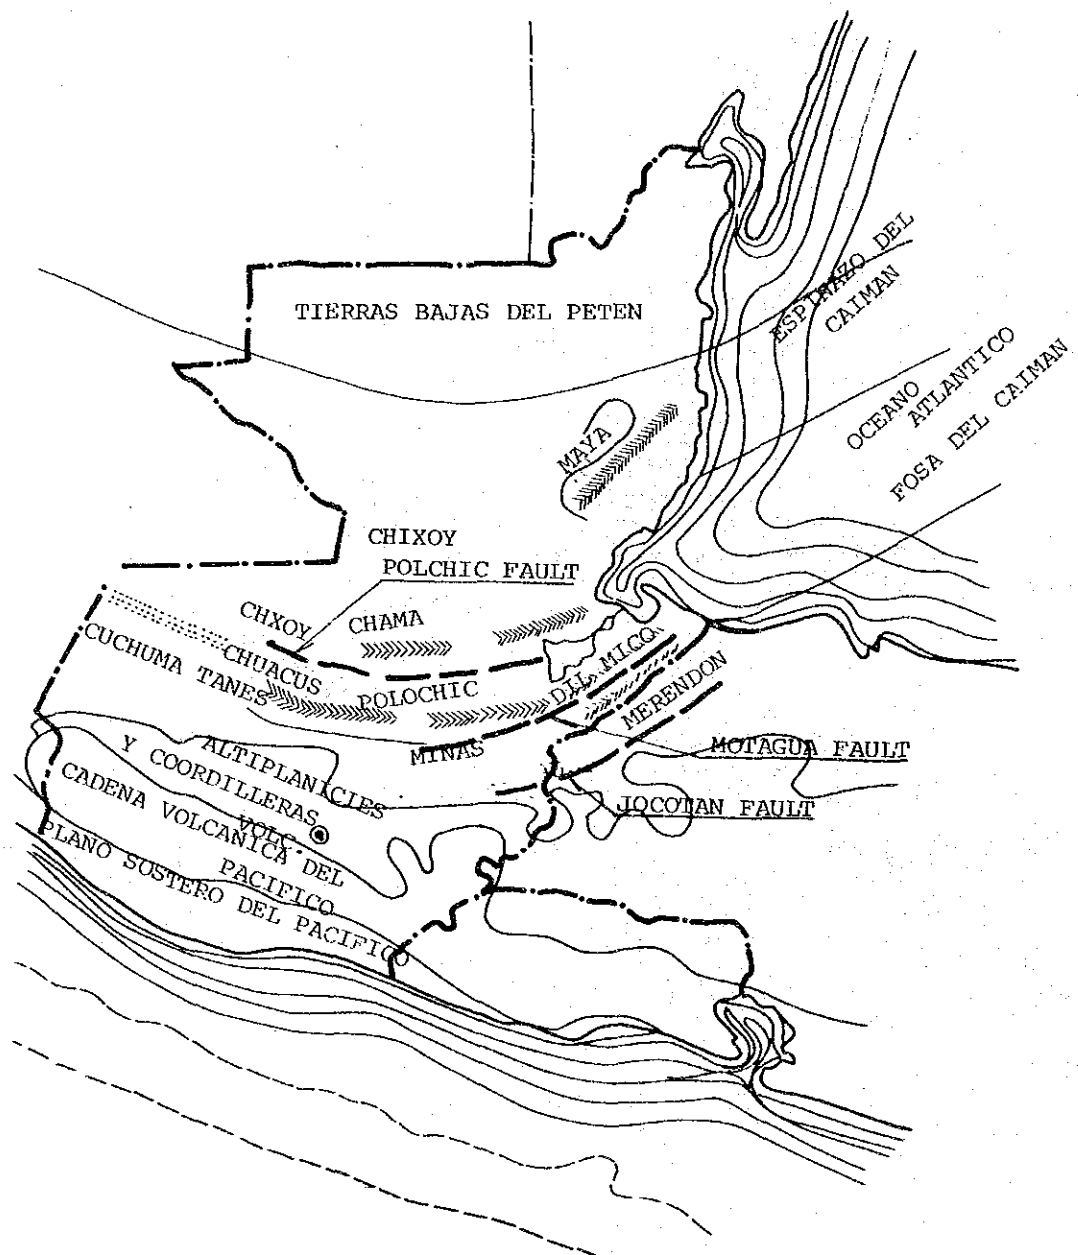 TIERRAS BAJAS DEL PETEN
ESPINAZO DEL
CAIMAN
OCEANO
ATLANTICO
FOSA DEL CAIMAN
MAYA
CHIXOY
POLCHIC FAULT
CHXOY
CHAMA
CUCHUMA TANES
CHUACUS
POLOCHIC
DIL MICO
MINAS
MERENDON
MOTAGUA FAULT
JOCOTAN FAULT
ALTIPLANICIES
Y COORDILLERAS
VOLC.
CADENA VOLCANICA DEL
PACIFICO
PLANO SOSTERO DEL PACIFICO